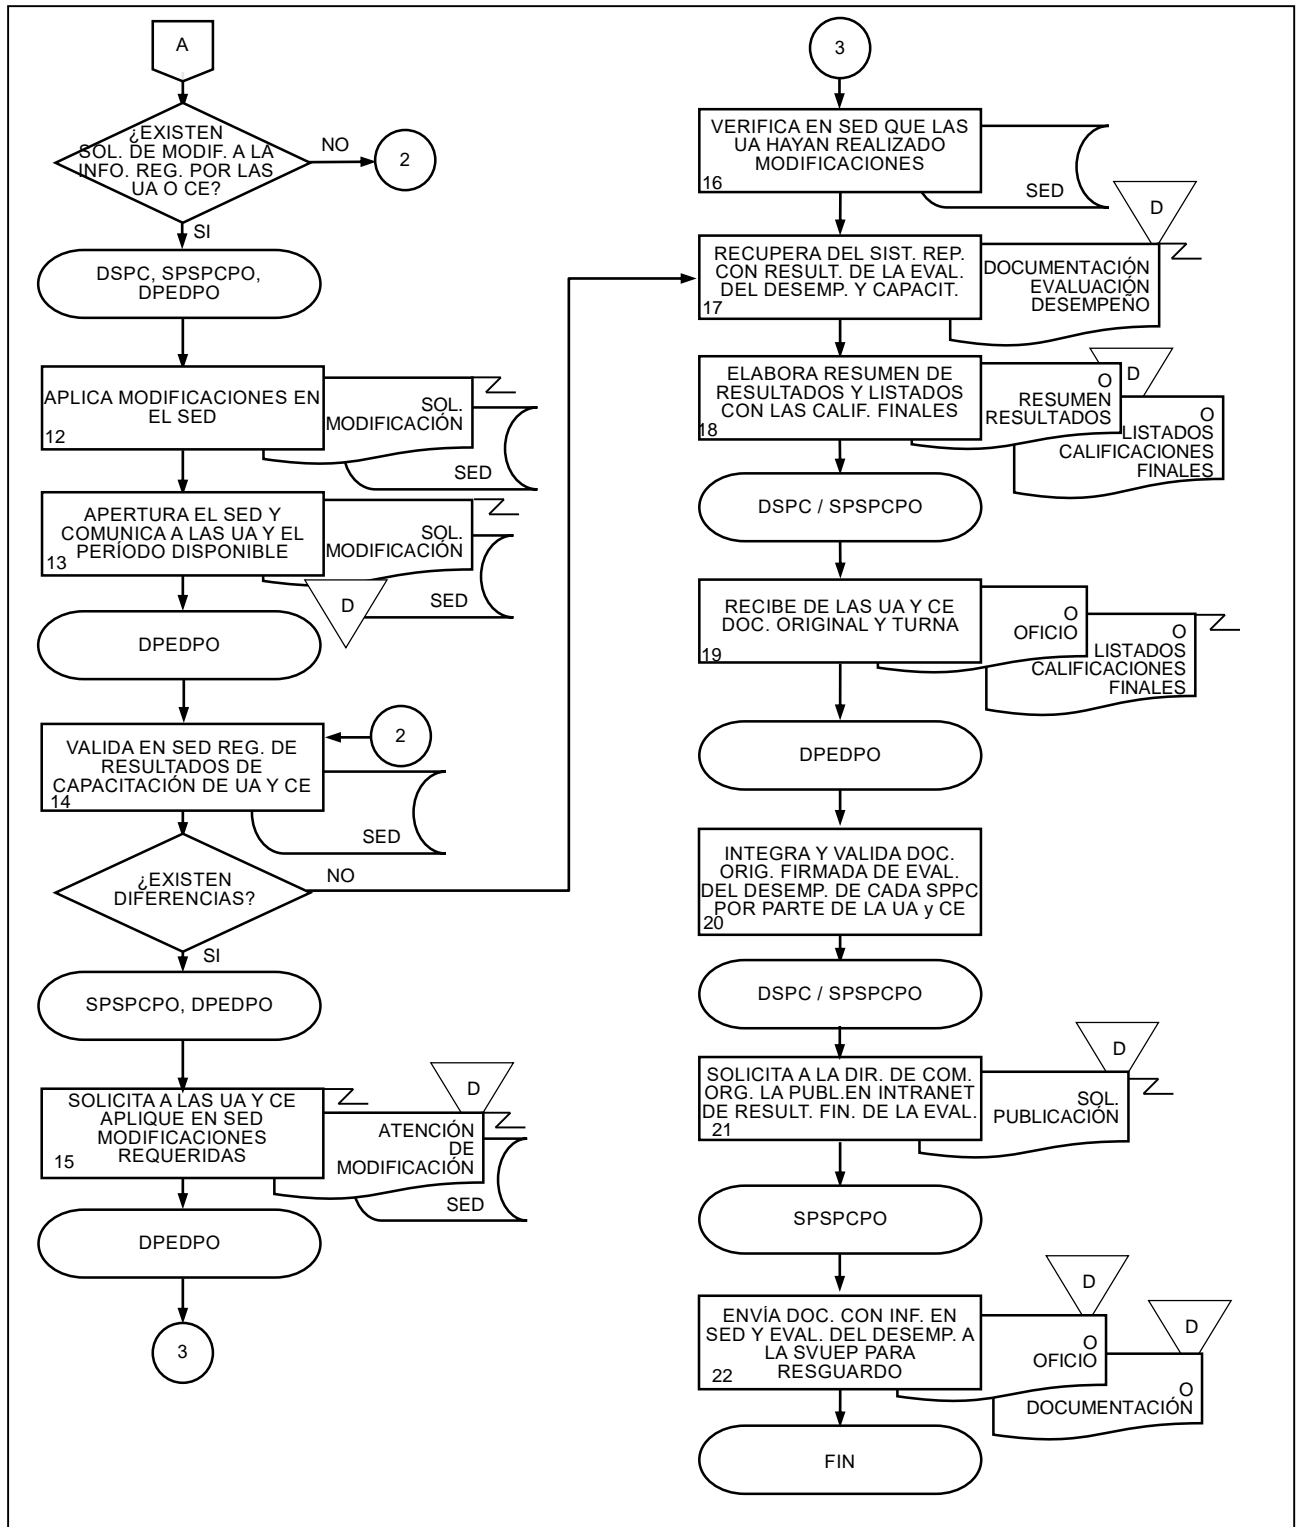 A
¿EXISTEN
SOL. DE MODIF. A LA
INFO. REG. POR LAS
UA O CE?
NO
2
SI
DSPC, SPSPCPO,
DPEDPO
APLICA MODIFICACIONES EN
EL SED
12
SOL.
MODIFICACIÓN
SED
APERTURA EL SED Y
COMUNICA A LAS UA Y EL
PERÍODO DISPONIBLE
13
SOL.
MODIFICACIÓN
D
SED
DPEDPO
2
VALIDA EN SED REG. DE
RESULTADOS DE
CAPACITACIÓN DE UA Y CE
14
SED
¿EXISTEN
DIFERENCIAS?
NO
SI
SPSPCPO, DPEDPO
SOLICITA A LAS UA Y CE
APLIQUE EN SED
MODIFICACIONES
REQUERIDAS
15
D
ATENCIÓN
DE
MODIFICACIÓN
SED
DPEDPO
3
3
VERIFICA EN SED QUE LAS
UA HAYAN REALIZADO
MODIFICACIONES
16
SED
D
RECUPERA DEL SIST. REP.
CON RESULT. DE LA EVAL.
DEL DESEMP. Y CAPACIT.
17
DOCUMENTACIÓN
EVALUACIÓN
DESEMPEÑO
ELABORA RESUMEN DE
RESULTADOS Y LISTADOS
CON LAS CALIF. FINALES
18
D
O
RESUMEN
RESULTADOS
O
LISTADOS
CALIFICACIONES
FINALES
DSPC / SPSPCPO
RECIBE DE LAS UA Y CE
DOC. ORIGINAL Y TURNA
19
O
OFICIO
O
LISTADOS
CALIFICACIONES
FINALES
DPEDPO
INTEGRA Y VALIDA DOC.
ORIG. FIRMADA DE EVAL.
DEL DESEMP. DE CADA SPPC
POR PARTE DE LA UA y CE
20
DSPC / SPSPCPO
D
SOLICITA A LA DIR. DE COM.
ORG. LA PUBL.EN INTRANET
DE RESULT. FIN. DE LA EVAL.
21
SOL.
PUBLICACIÓN
SPSPCPO
D
D
ENVÍA DOC. CON INF. EN
SED Y EVAL. DEL DESEMP. A
LA SVUEP PARA
RESGUARDO
22
O
OFICIO
O
DOCUMENTACIÓN
FIN